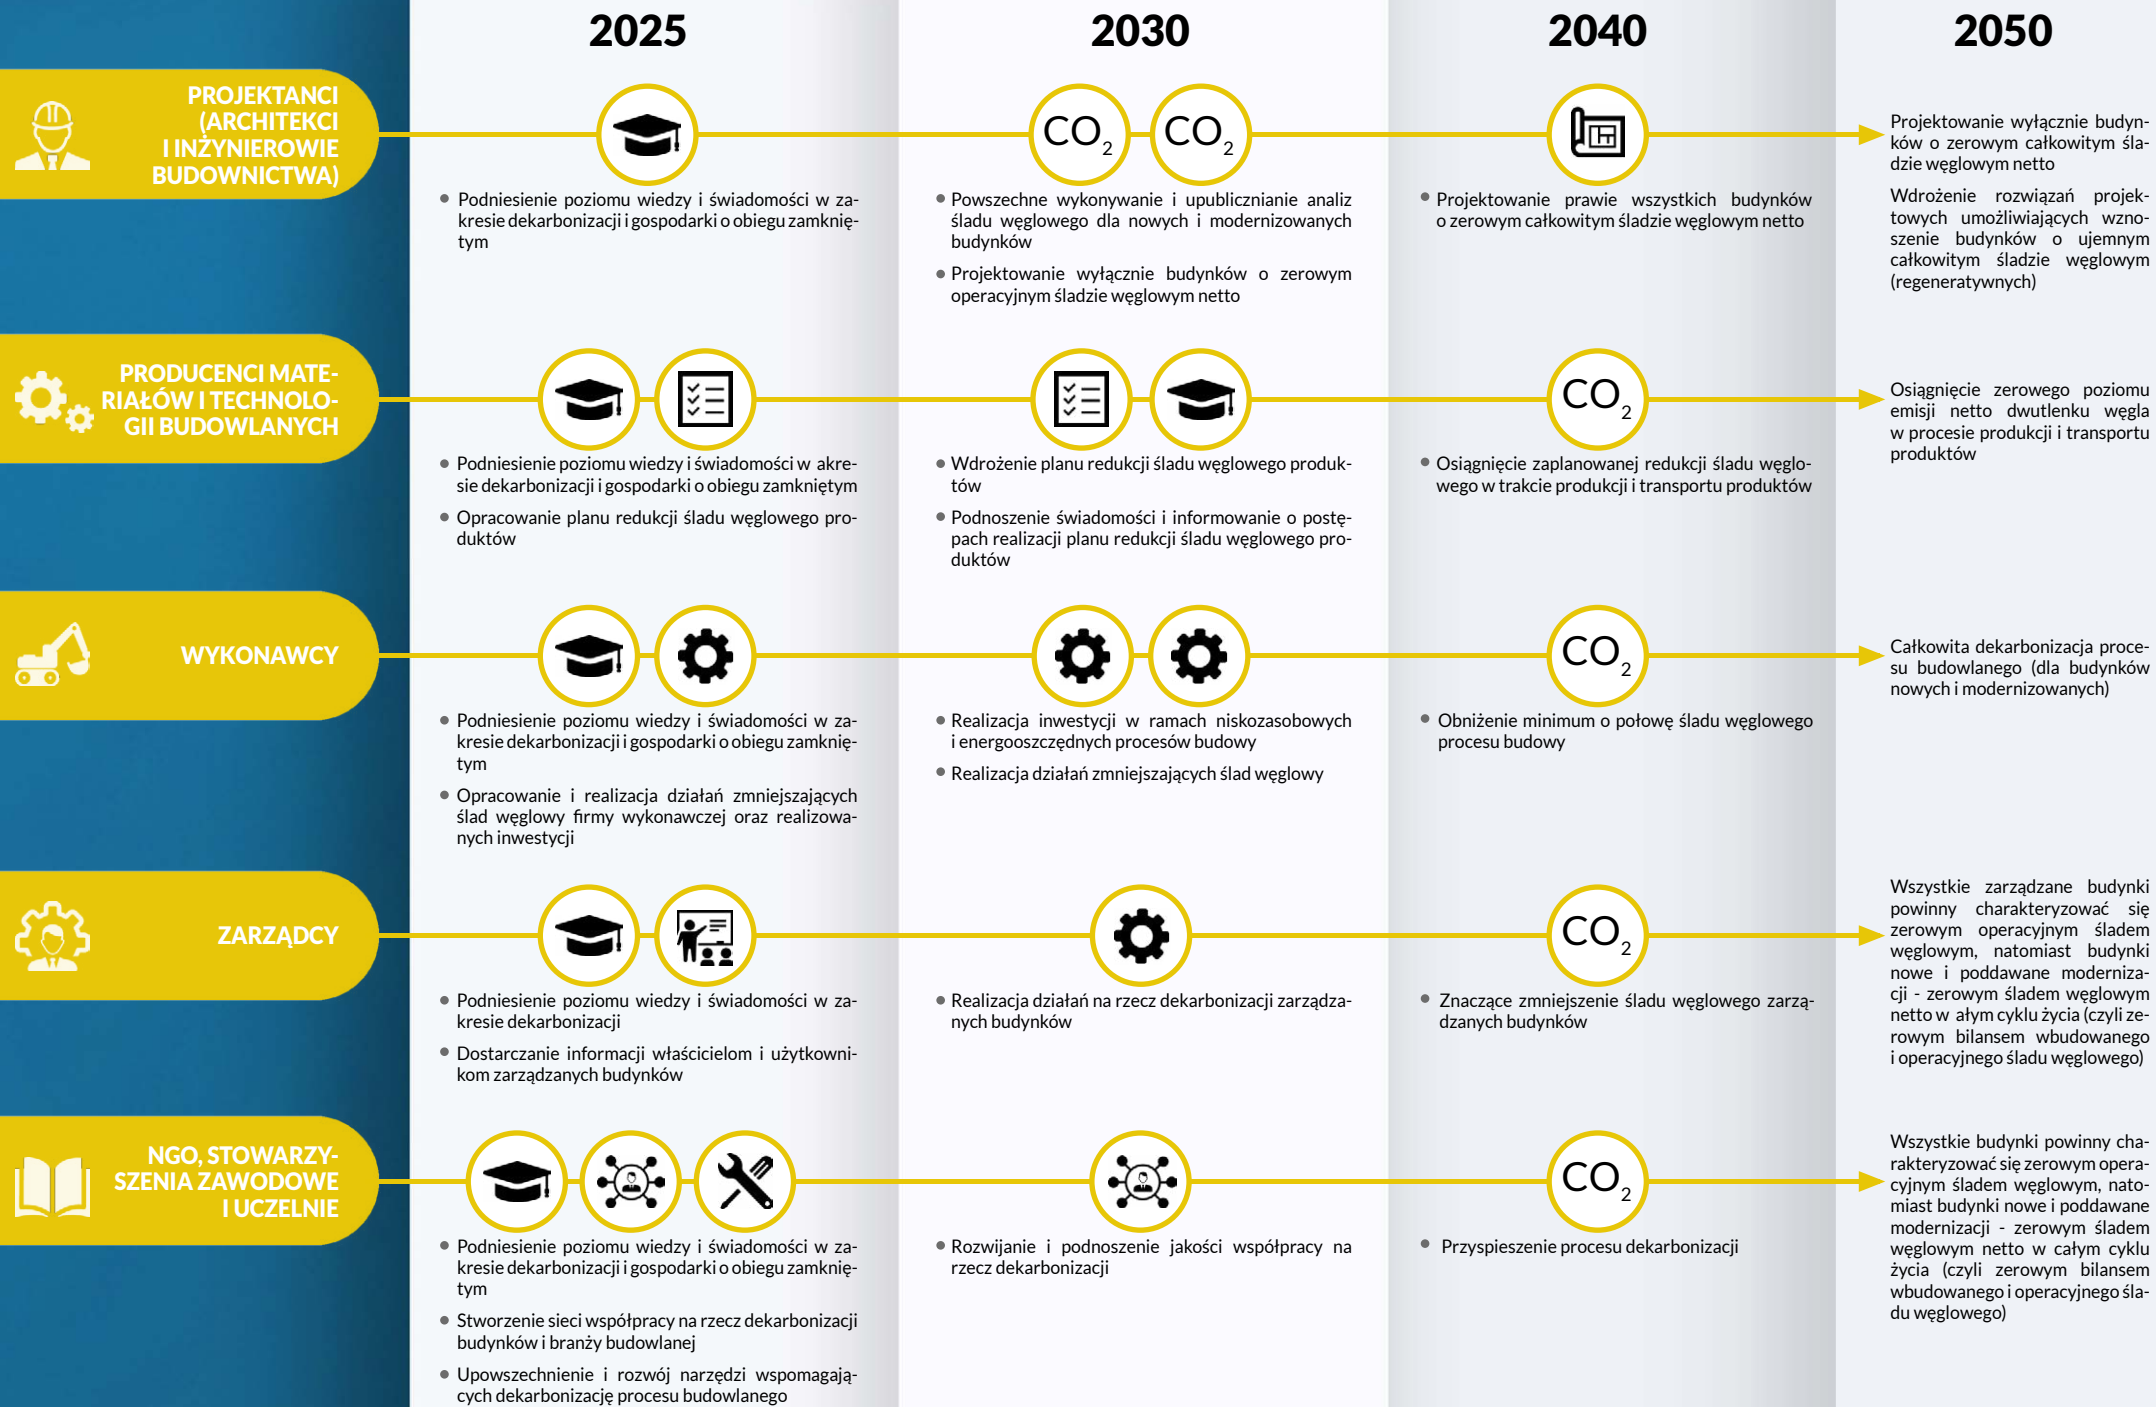 2025
2030
2040
2050
PROJEKTANCI
(ARCHITEKCI
I INŻYNIEROWIE
BUDOWNICTWA)
CO2
CO2
Podniesienie poziomu wiedzy i świadomości w za-
kresie dekarbonizacji i gospodarki o obiegu zamknię-
tym
Powszechne wykonywanie i upublicznianie analiz
śladu węglowego dla nowych i modernizowanych
budynków
Projektowanie wyłącznie budynków o zerowym
operacyjnym śladzie węglowym netto
Projektowanie prawie wszystkich budynków
o zerowym całkowitym śladzie węglowym netto
Projektowanie wyłącznie budyn-
ków o zerowym całkowitym śla-
dzie węglowym netto
Wdrożenie rozwiązań projek-
towych umożliwiających wzno-
szenie budynków o ujemnym
całkowitym śladzie węglowym
(regeneratywnych)
PRODUCENCI MATE-
RIAŁÓW I TECHNOLO-
GII BUDOWLANYCH
CO2
Podniesienie poziomu wiedzy i świadomości w akre-
sie dekarbonizacji i gospodarki o obiegu zamkniętym
Opracowanie planu redukcji śladu węglowego pro-
duktów
Wdrożenie planu redukcji śladu węglowego produk-
tów
Podnoszenie świadomości i informowanie o postę-
pach realizacji planu redukcji śladu węglowego pro-
duktów
Osiągnięcie zaplanowanej redukcji śladu węglo-
wego w trakcie produkcji i transportu produktów
Osiągnięcie zerowego poziomu
emisji netto dwutlenku węgla
w procesie produkcji i transportu
produktów
WYKONAWCY
CO2
Podniesienie poziomu wiedzy i świadomości w za-
kresie dekarbonizacji i gospodarki o obiegu zamknię-
tym
Opracowanie i realizacja działań zmniejszających
ślad węglowy firmy wykonawczej oraz realizowa-
nych inwestycji
Realizacja inwestycji w ramach niskozasobowych
i energooszczędnych procesów budowy
Realizacja działań zmniejszających ślad węglowy
Obniżenie minimum o połowę śladu węglowego
procesu budowy
Całkowita dekarbonizacja proce-
su budowlanego (dla budynków
nowych i modernizowanych)
ZARZĄDCY
CO2
Podniesienie poziomu wiedzy i świadomości w za-
kresie dekarbonizacji
Dostarczanie informacji właścicielom i użytkowni-
kom zarządzanych budynków
Realizacja działań na rzecz dekarbonizacji zarządza-
nych budynków
Znaczące zmniejszenie śladu węglowego zarzą-
dzanych budynków
Wszystkie zarządzane budynki
powinny charakteryzować się
zerowym operacyjnym śladem
węglowym, natomiast budynki
nowe i poddawane moderniza-
cji - zerowym śladem węglowym
netto w ałym cyklu życia (czyli ze-
rowym bilansem wbudowanego
i operacyjnego śladu węglowego)
NGO, STOWARZY-
SZENIA ZAWODOWE
I UCZELNIE
CO2
Podniesienie poziomu wiedzy i świadomości w za-
kresie dekarbonizacji i gospodarki o obiegu zamknię-
tym
Stworzenie sieci współpracy na rzecz dekarbonizacji
budynków i branży budowlanej
Upowszechnienie i rozwój narzędzi wspomagają-
cych dekarbonizację procesu budowlanego
Rozwijanie i podnoszenie jakości współpracy na
rzecz dekarbonizacji
Przyspieszenie procesu dekarbonizacji
Wszystkie budynki powinny cha-
rakteryzować się zerowym opera-
cyjnym śladem węglowym, nato-
miast budynki nowe i poddawane
modernizacji - zerowym śladem
węglowym netto w całym cyklu
życia (czyli zerowym bilansem
wbudowanego i operacyjnego śla-
du węglowego)